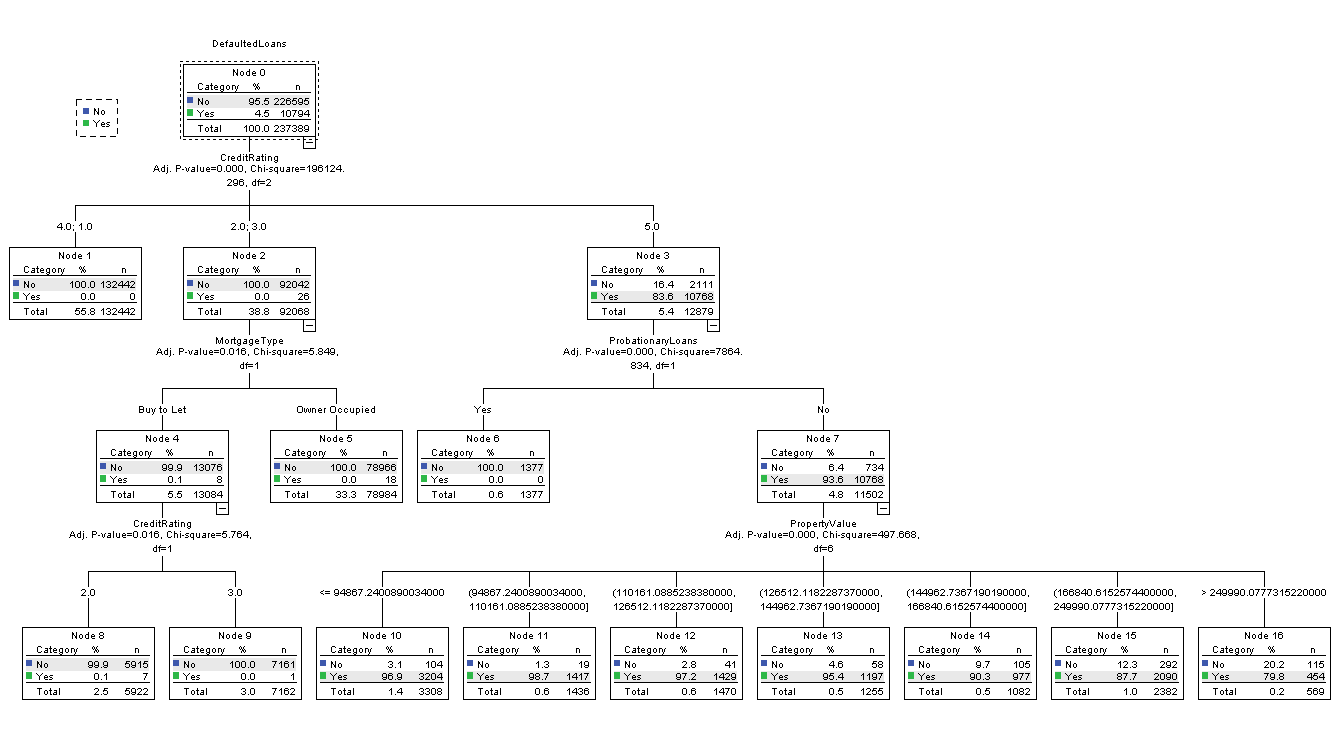 DefaultedLoans
No
Yes
Node 0
Category % n
No 95.5 226595
Yes 4.5 10794
Total 100.0 237389
CreditRating
Adj. P-value=0.000, Chi-square=196124.
296, df=2
4.0; 1.0
2.0; 3.0
5.0
Node 1
Category % n
No 100.0 132442
Yes 0.0 0
Total 55.8 132442
Node 2
Category % n
No 100.0 92042
Yes 0.0 26
Total 38.8 92068
Node 3
Category % n
No 16.4 2111
Yes 83.6 10768
Total 5.4 12879
MortgageType
Adj. P-value=0.016, Chi-square=5.849,
df=1
ProbationaryLoans
Adj. P-value=0.000, Chi-square=7864.
834, df=1
Buy to Let
Owner Occupied
Yes
No
Node 4
Category % n
No 99.9 13076
Yes 0.1 8
Total 5.5 13084
Node 5
Category % n
No 100.0 78966
Yes 0.0 18
Total 33.3 78984
Node 6
Category % n
No 100.0 1377
Yes 0.0 0
Total 0.6 1377
Node 7
Category % n
No 6.4 734
Yes 93.6 10768
Total 4.8 11502
CreditRating
Adj. P-value=0.016, Chi-square=5.764,
df=1
PropertyValue
Adj. P-value=0.000, Chi-square=497.668,
df=6
2.0
3.0
<= 94867.2400890034000
(94867.2400890034000,
110161.0885238380000]
(110161.0885238380000,
126512.1182287370000]
(126512.1182287370000,
144962.7367190190000]
(144962.7367190190000,
166840.6152574400000]
(166840.6152574400000,
249990.0777315220000]
> 249990.0777315220000
Node 8
Category % n
No 99.9 5915
Yes 0.1 7
Total 2.5 5922
Node 9
Category % n
No 100.0 7161
Yes 0.0 1
Total 3.0 7162
Node 10
Category % n
No 3.1 104
Yes 96.9 3204
Total 1.4 3308
Node 11
Category % n
No 1.3 19
Yes 98.7 1417
Total 0.6 1436
Node 12
Category % n
No 2.8 41
Yes 97.2 1429
Total 0.6 1470
Node 13
Category % n
No 4.6 58
Yes 95.4 1197
Total 0.5 1255
Node 14
Category % n
No 9.7 105
Yes 90.3 977
Total 0.5 1082
Node 15
Category % n
No 12.3 292
Yes 87.7 2090
Total 1.0 2382
Node 16
Category % n
No 20.2 115
Yes 79.8 454
Total 0.2 569